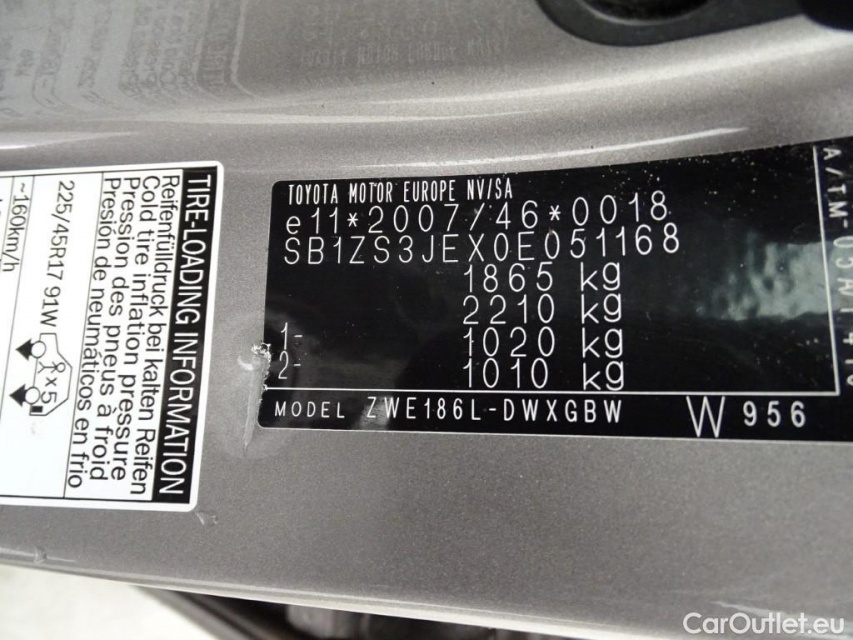 TOYOTA MOTOR EUROPE NV/SA
e11*2007/46*0018
SB1ZS3JEX0E051168
1865 kg
2210 kg
1- 1020 kg
2- 1010 kg
MODEL ZWE186L-DWXGBW W 956
TIRE-LOADING INFORMATION
Reifenfülldruck bei kalten Reifen
Cold tire inflation pressure
Pression des pneus à froid
Presión de neumáticos en frio
225/45R17 91W
x5
~160km/h
CarOutlet.eu